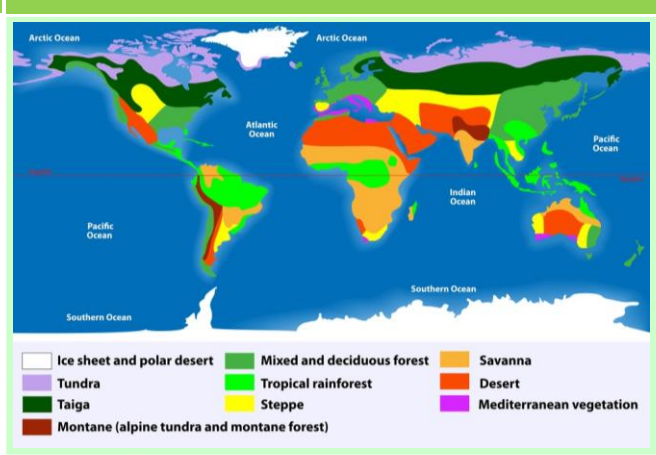 Arctic Ocean
Arctic Ocean
Atlantic
Ocean
Pacific
Ocean
Indian
Ocean
Pacific
Ocean
Southern Ocean
Southern Ocean
Ice sheet and polar desert
Mixed and deciduous forest
Savanna
Tundra
Tropical rainforest
Desert
Taiga
Steppe
Mediterranean vegetation
Montane (alpine tundra and montane forest)